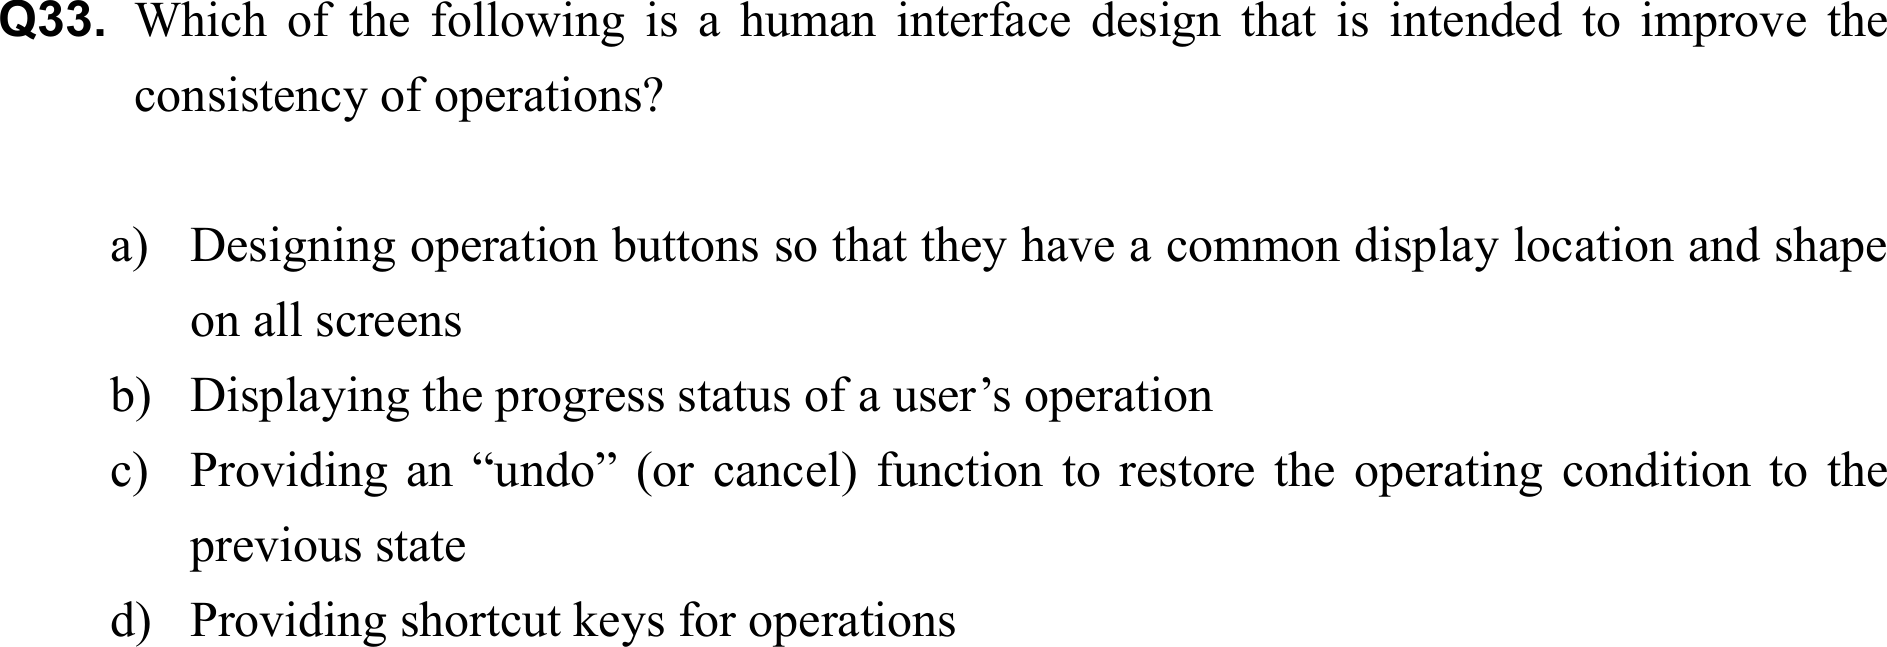 Q33. Which of the following is a human interface design that is intended to improve the
consistency of operations?
a) Designing operation buttons so that they have a common display location and shape
on all screens
b) Displaying the progress status of a user’s operation
c) Providing an “undo” (or cancel) function to restore the operating condition to the
previous state
d) Providing shortcut keys for operations